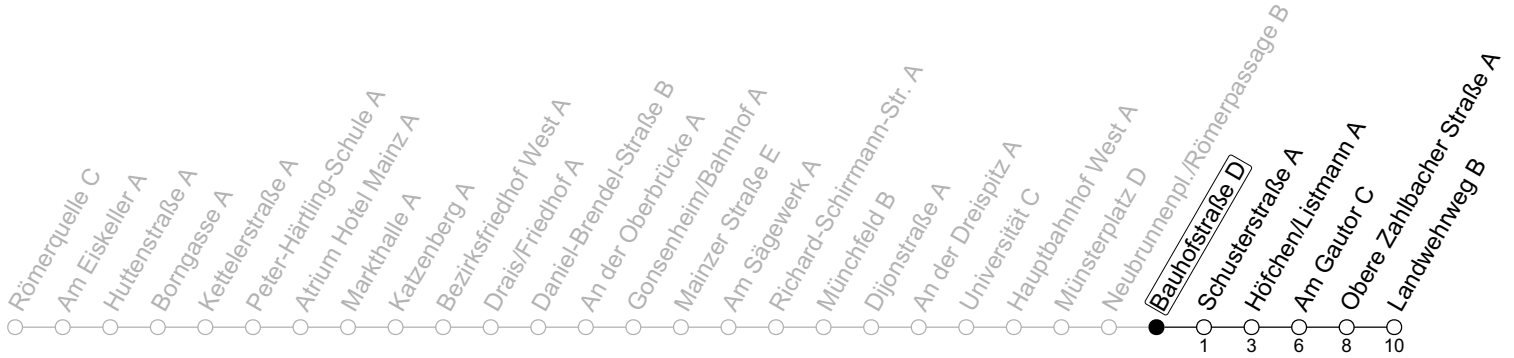 Römerquelle C
Am Eiskeller A
Huttenstraße A
Borngasse A
Kettelerstraße A
Peter-Härtling-Schule A
Atrium Hotel Mainz A
Markthalle A
Katzenberg A
Bezirksfriedhof West A
Drais/Friedhof A
Daniel-Brendel-Straße B
An der Oberbrücke A
Gonsenheim/Bahnhof A
Mainzer Straße E
Am Sägewerk A
Richard-Schirrmann-Str. A
Münchfeld B
Dijonstraße A
An der Dreispitz A
Universität C
Hauptbahnhof West A
Münsterplatz D
Neubrunnenpl./Römerpassage B
Bauhofstraße D
Schusterstraße A
Höfchen/Listmann A
Am Gautor C
Obere Zahlbacher Straße A
Landwehrweg B
1 3 6 8 10